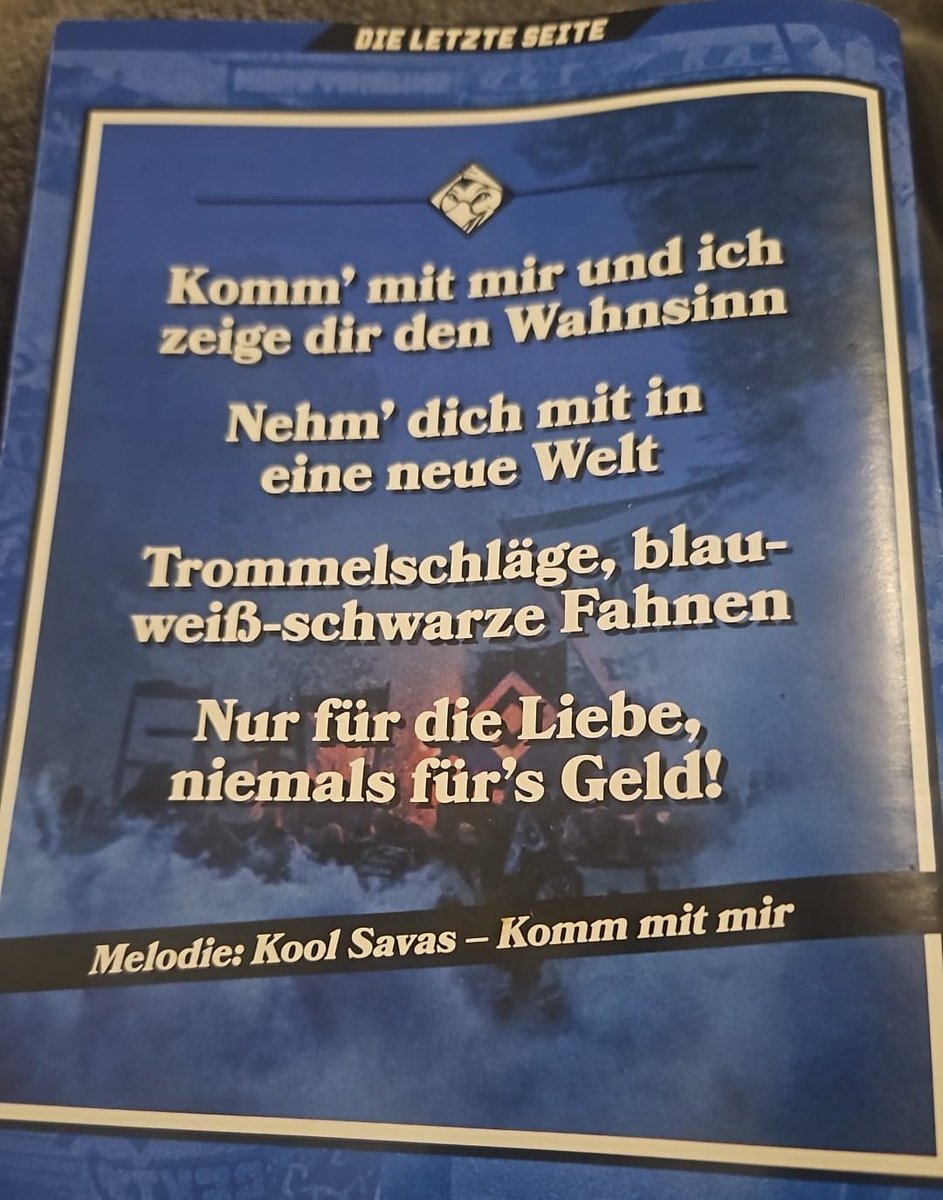 DIE LETZTE SEITE
Komm’ mit mir und ich
zeige dir den Wahnsinn
Nehm’ dich mit in
eine neue Welt
Trommelschläge, blau-
weiß-schwarze Fahnen
Nur für die Liebe,
niemals für’s Geld!
Melodie: Kool Savas – Komm mit mir